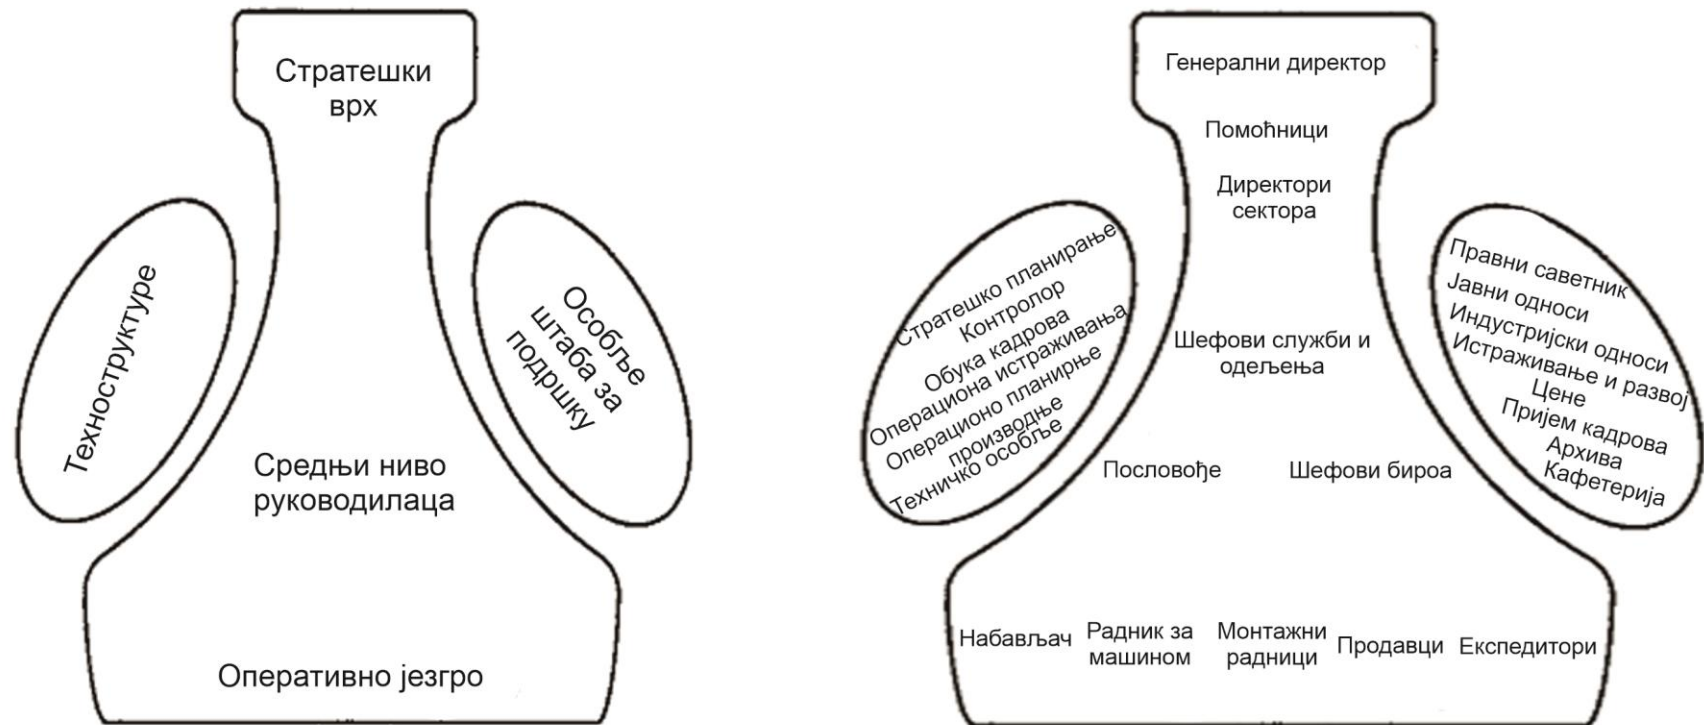 Стратешки
врх
Техноструктуре
Особље
штаба за
подршку
Средњи ниво
руководилаца
Оперативно језгро
Генерални директор
Помоћници
Директори
сектора
Стратешко планирање
Контролор
Обука кадрова
Операциона истраживања
Операционо планирње
производње
Техничко особље
Шефови служби и
одељења
Правни саветник
Јавни односи
Индустријски односи
Истраживање и развој
Цене
Пријем кадрова
Архива
Кафетерија
Пословође
Шефови бироа
Набављач
Радник за
машином
Монтажни
радници
Продавци
Експедитори